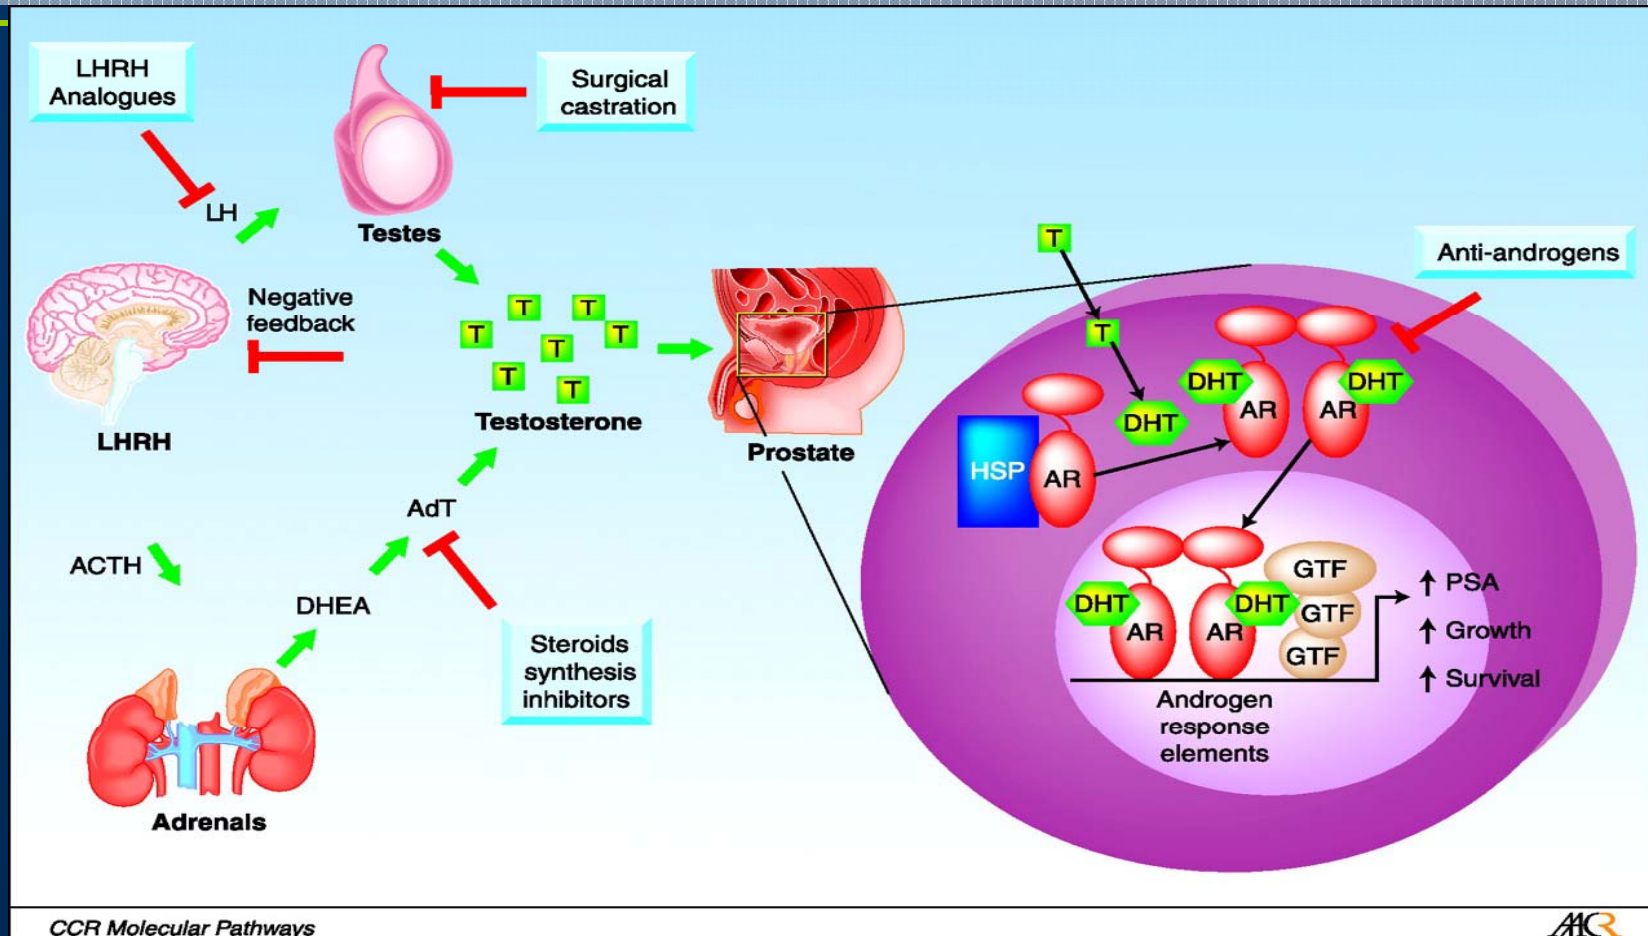 LHRH
Analogues
Surgical
castration
LH
Testes
Negative
feedback
LHRH
T
T
T
T
T
T
T
Testosterone
Prostate
AdT
ACTH
DHEA
Steroids
synthesis
inhibitors
Adrenals
T
T
Anti-androgens
DHT
DHT
DHT
AR
AR
HSP
AR
GTF
DHT
DHT
GTF
AR
AR
GTF
PSA
Growth
Survival
Androgen
response
elements
CCR Molecular Pathways
AACR